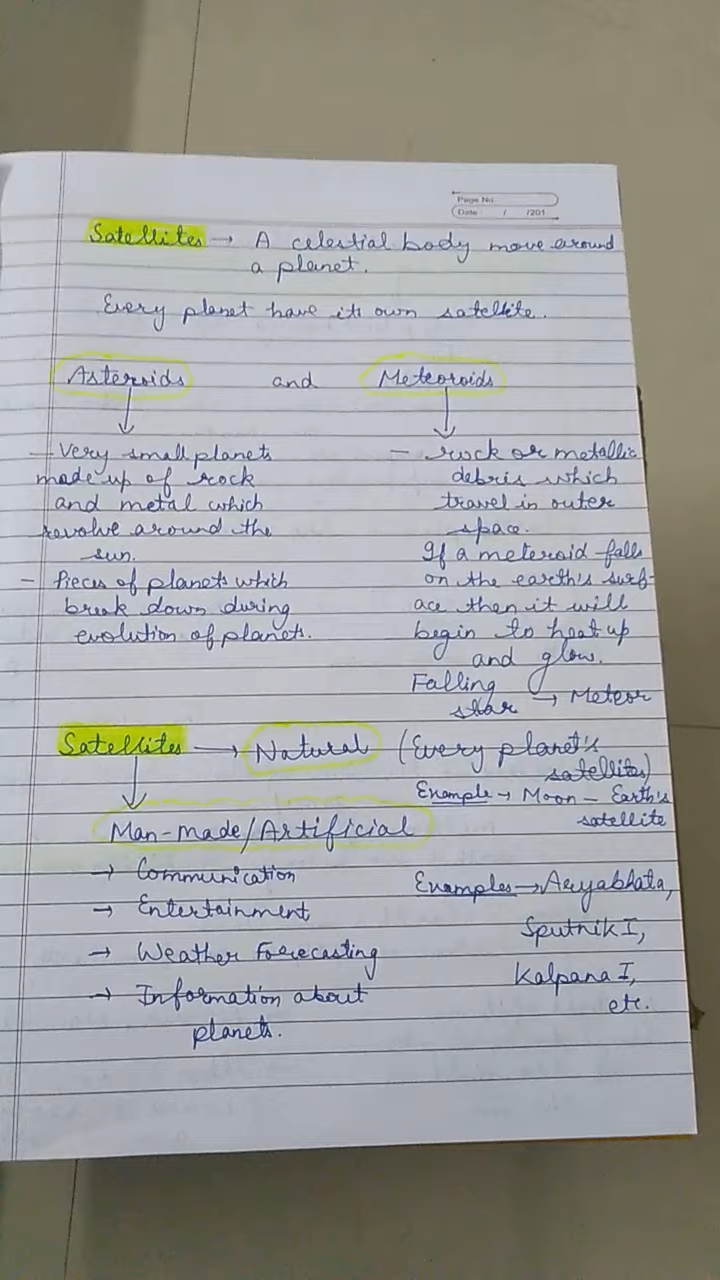 Page No.
Date / /201
Satellites → A celestial body move around
a planet.
Every planet have its own satellite.
Asteroids and Meteoroids
- Very small planets
made up of rock
and metal which
revolve around the
sun.
- Pieces of planets which
break down during
evolution of planets.
- rock or metallic
debris which
travel in outer
space.
If a meteroid falls
on the earth's surf-
ace then it will
begin to heat up
and glow.
Falling
star → Meteor
Satellites → Natural (Every planet's
satellites)
Example → Moon - Earth's
satellite
Man-made/Artificial
→ Communication
→ Entertainment
→ Weather Forecasting
→ Information about
planets.
Examples → Aryabhata,
Sputnik I,
Kalpana I,
etc.